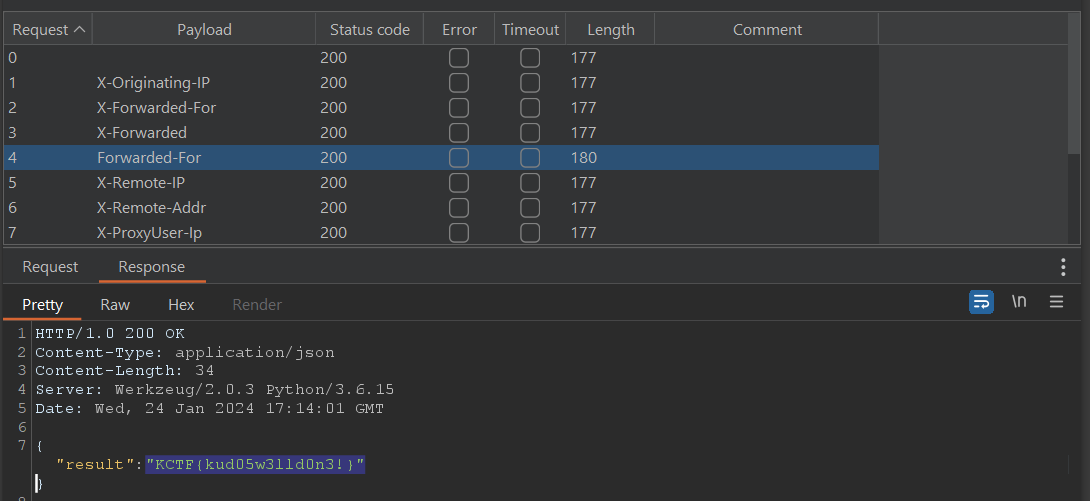 Request Payload Status code Error Timeout Length Comment
0 200 177
1 X-Originating-IP 200 177
2 X-Forwarded-For 200 177
3 X-Forwarded 200 177
4 Forwarded-For 200 180
5 X-Remote-IP 200 177
6 X-Remote-Addr 200 177
7 X-ProxyUser-Ip 200 177
Request Response
Pretty Raw Hex Render \n
1 HTTP/1.0 200 OK
2 Content-Type: application/json
3 Content-Length: 34
4 Server: Werkzeug/2.0.3 Python/3.6.15
5 Date: Wed, 24 Jan 2024 17:14:01 GMT
6
7 {
"result":"KCTF{kud05w3lld0n3!}"
}